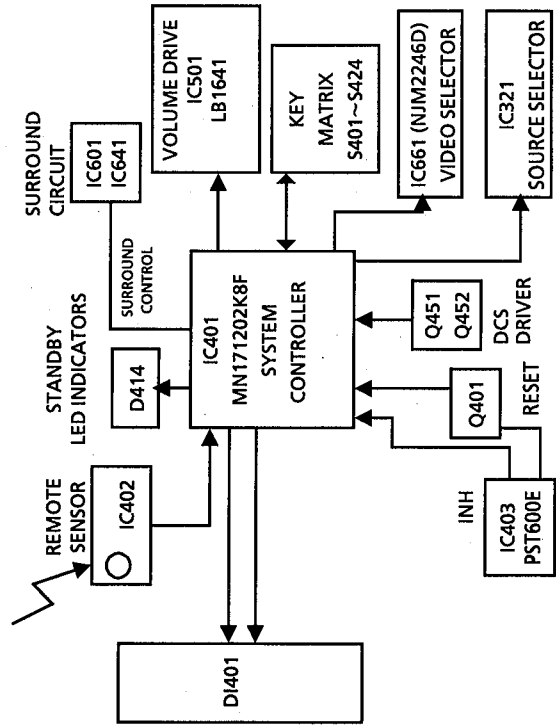 SURROUND
CIRCUIT
IC601
IC641
SURROUND
CONTROL
VOLUME DRIVE
IC501
LB1641
KEY
MATRIX
S401~S424
IC661 (NJM2246D)
VIDEO SELECTOR
IC321
SOURCE SELECTOR
STANDBY
LED INDICATORS
D414
IC401
MN171202K8F
SYSTEM
CONTROLLER
Q451
Q452
DCS
DRIVER
REMOTE
SENSOR
IC402
Q401
RESET
INH
IC403
PST600E
DI401